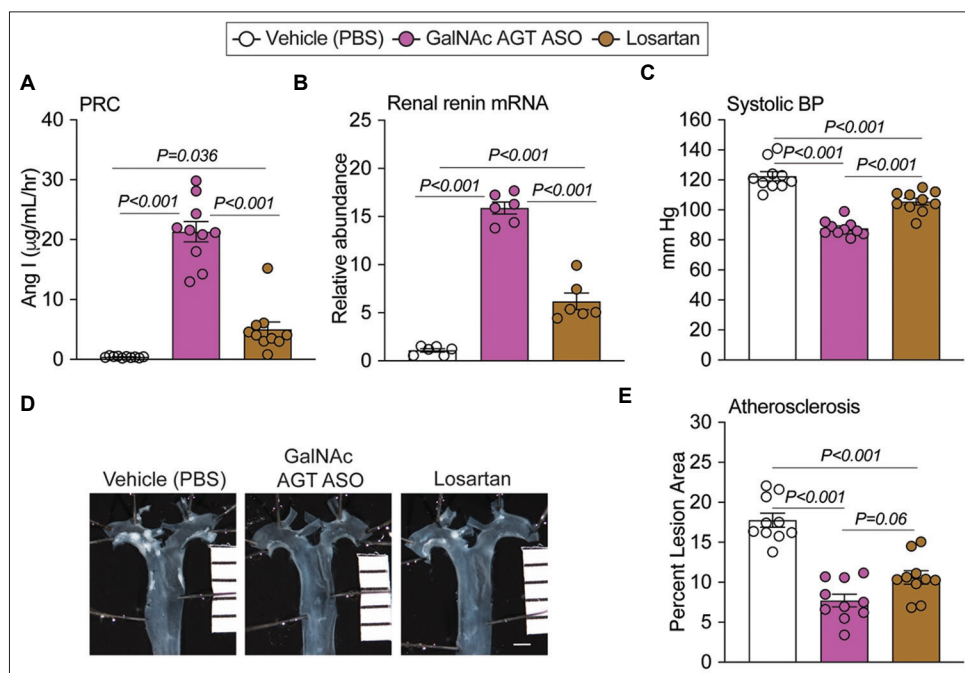 Vehicle (PBS) GalNAc AGT ASO Losartan
A
PRC
Ang I (μg/mL/hr)
40
30
20
10
0
P=0.036
P<0.001
P<0.001
B
Renal renin mRNA
Relative abundance
25
20
15
10
5
0
P<0.001
P<0.001
P<0.001
C
Systolic BP
mm Hg
160
140
120
100
80
60
40
20
0
P<0.001
P<0.001
P<0.001
D
Vehicle (PBS)
GalNAc
AGT ASO
Losartan
E
Atherosclerosis
Percent Lesion Area
30
25
20
15
10
5
0
P<0.001
P<0.001
P=0.06